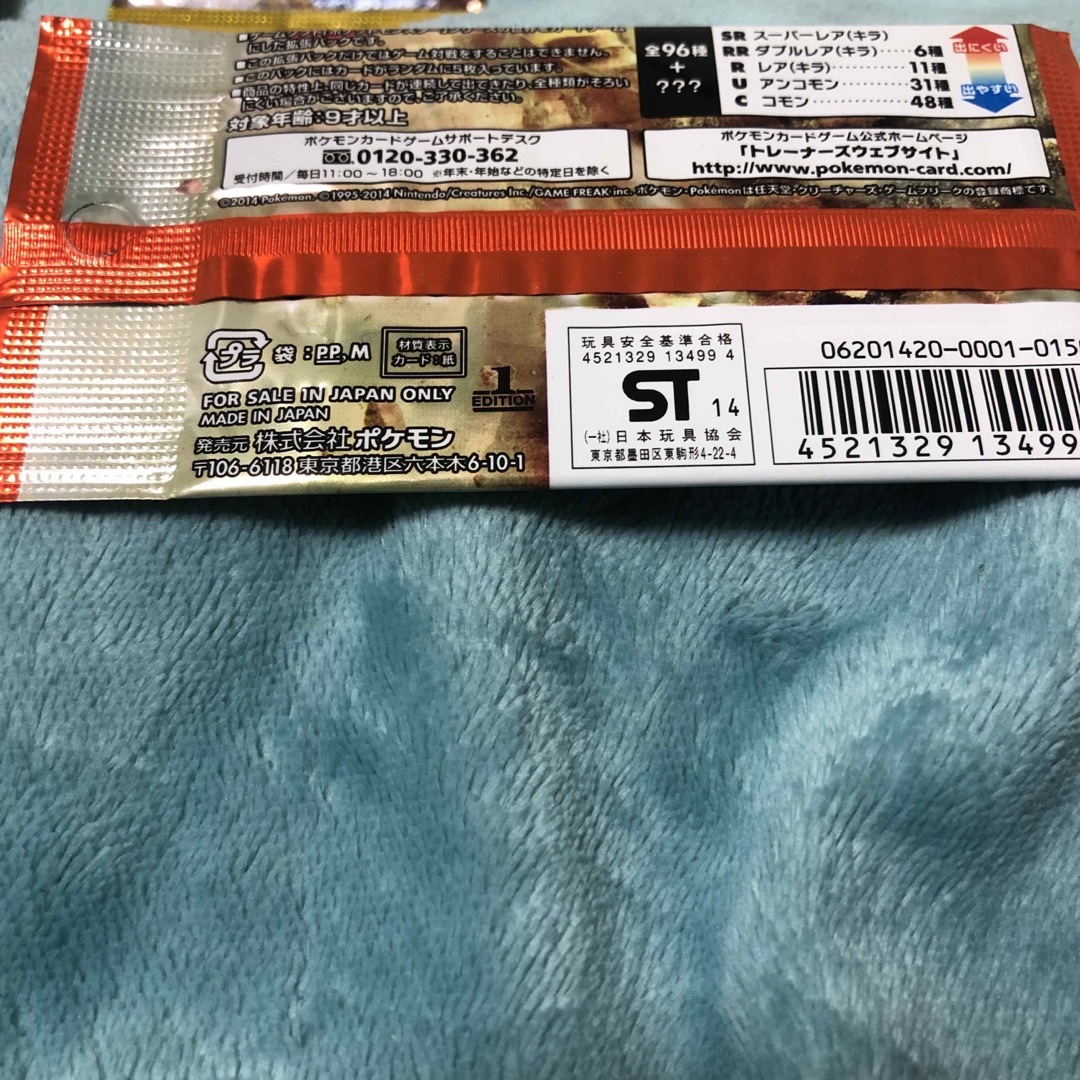 にした拡張パックです。
■この拡張パックだけではゲーム対戦をすることはできません。
■このパックにはカードがランダムに5枚入っています。
■商品の特性上、同じカードが連続して出てきたり、全種類がそろい
にくい場合がございますので、ご了承ください。
対象年齢:9才以上
全96種
+
???
SR スーパーレア(キラ)
RR ダブルレア(キラ)‥‥‥6種
R レア(キラ)‥‥‥‥‥11種
U アンコモン‥‥‥‥‥31種
C コモン‥‥‥‥‥‥‥48種
出にくい
出やすい
ポケモンカードゲームサポートデスク
0120-330-362
受付時間/毎日11:00~18:00 ※年末・年始などの特定日を除く
ポケモンカードゲーム公式ホームページ
「トレーナーズウェブサイト」
http://www.pokemon-card.com/
©2014 Pokémon. ©1995-2014 Nintendo/Creatures Inc./GAME FREAK inc. ポケモン・Pokémonは任天堂・クリーチャーズ・ゲームフリークの登録商標です。
プラ 袋:PP,M
材質表示
カード:紙
FOR SALE IN JAPAN ONLY
MADE IN JAPAN
1
EDITION
発売元 株式会社ポケモン
〒106-6118 東京都港区六本木6-10-1
玩具安全基準合格
4521329 13499 4
ST 14
(一社)日本玩具協会
東京都墨田区東駒形4-22-4
06201420-0001-015
4521329 13499